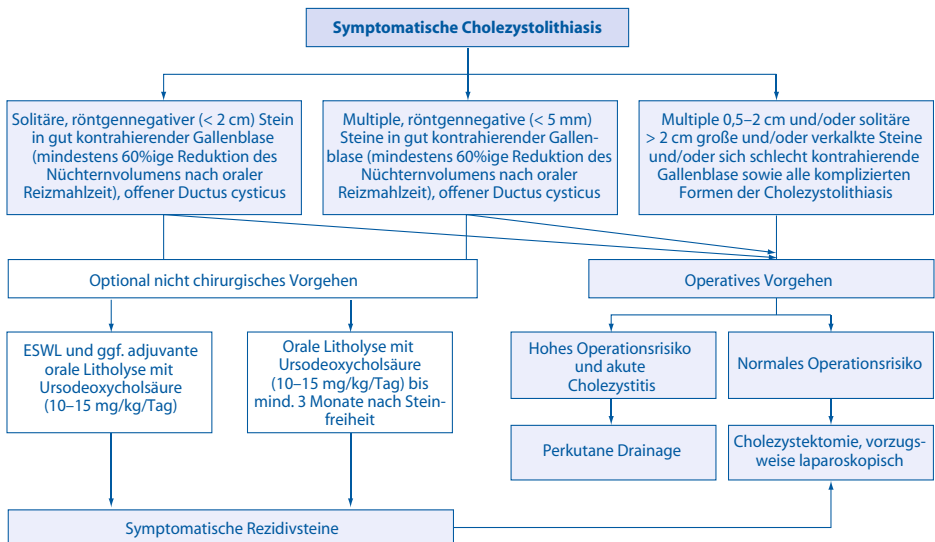 Symptomatische Cholezystolithiasis
Solitäre, röntgennegativer (< 2 cm) Stein
in gut kontrahierender Gallenblase
(mindestens 60%ige Reduktion des
Nüchternvolumens nach oraler
Reizmahlzeit), offener Ductus cysticus
Multiple, röntgennegative (< 5 mm)
Steine in gut kontrahierender Gallen-
blase (mindestens 60%ige Reduktion des
Nüchternvolumens nach oraler
Reizmahlzeit), offener Ductus cysticus
Multiple 0,5–2 cm und/oder solitäre
> 2 cm große und/oder verkalkte Steine
und/oder sich schlecht kontrahierende
Gallenblase sowie alle komplizierten
Formen der Cholezystolithiasis
Optional nicht chirurgisches Vorgehen
Operatives Vorgehen
ESWL und ggf. adjuvante
orale Litholyse mit
Ursodeoxycholsäure
(10–15 mg/kg/Tag)
Orale Litholyse mit
Ursodeoxycholsäure
(10–15 mg/kg/Tag) bis
mind. 3 Monate nach Stein-
freiheit
Hohes Operationsrisiko
und akute
Cholezystitis
Normales Operationsrisiko
Perkutane Drainage
Cholezystektomie, vorzugs-
weise laparoskopisch
Symptomatische Rezidivsteine